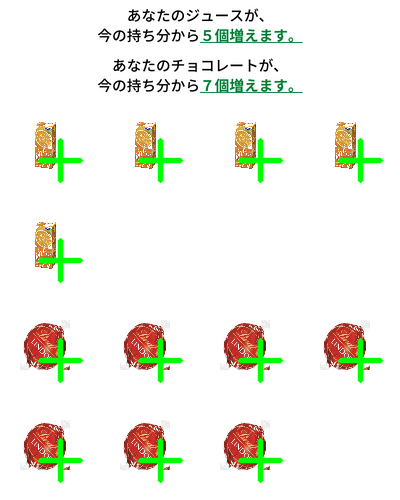 あなたのジュースが、
今の持ち分から５個増えます。
あなたのチョコレートが、
今の持ち分から７個増えます。